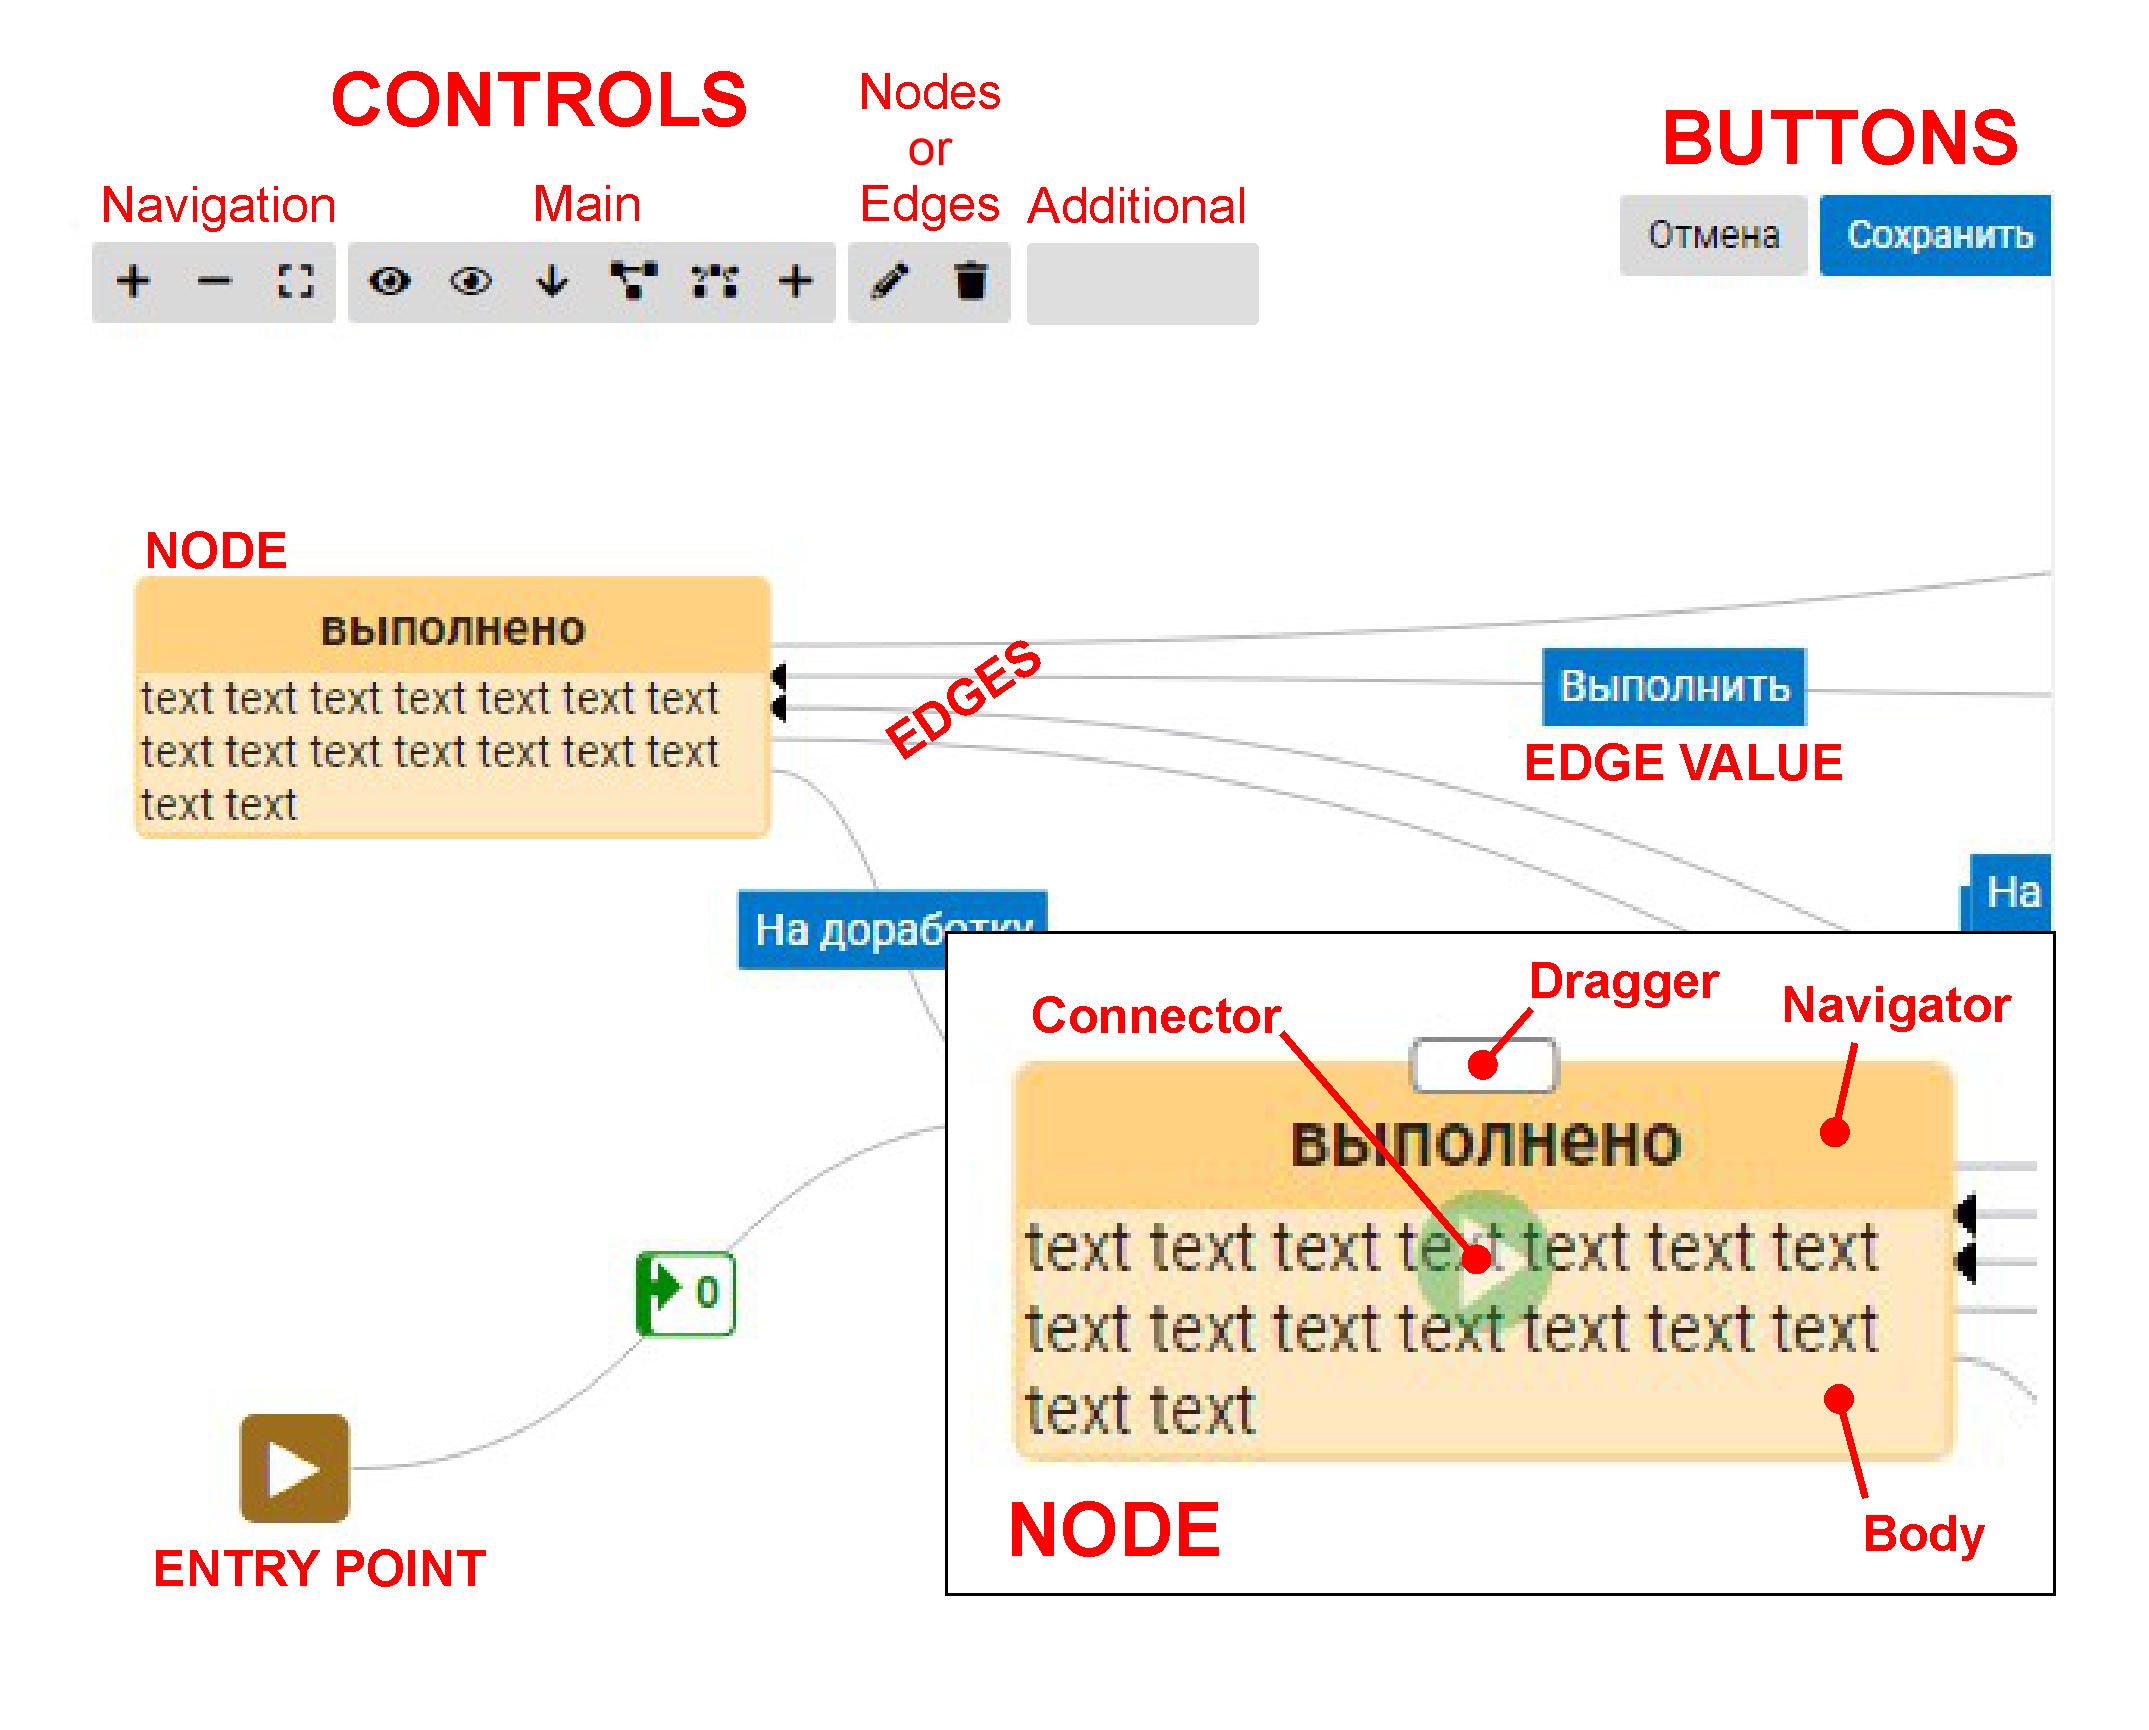 CONTROLS
Nodes
or
Edges
BUTTONS
Navigation
Main
Additional
Отмена
Сохранить
NODE
выполнено
text text text text text text text
text text text text text text text
text text
EDGES
Выполнить
EDGE VALUE
На доработку
На
Connector
Dragger
Navigator
выполнено
text text text text text text text
text text text text text text text
text text
NODE
Body
0
ENTRY POINT